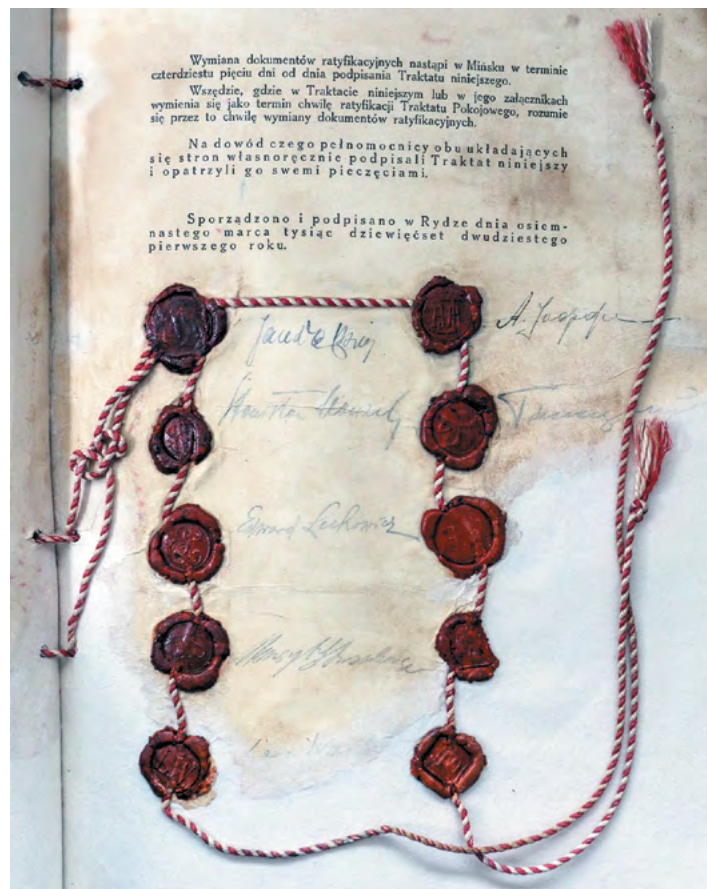 Wymiana dokumentów ratyfikacyjnych nastąpi w Mińsku w terminie
czterdziestu pięciu dni od dnia podpisania Traktatu niniejszego.
Wszędzie, gdzie w Traktacie niniejszym lub w jego załącznikach
wymienia się jako termin chwilę ratyfikacji Traktatu Pokojowego, rozumie
się przez to chwilę wymiany dokumentów ratyfikacyjnych.
Na dowód czego pełnomocnicy obu układających
się stron własnoręcznie podpisali Traktat niniejszy
i opatrzyli go swemi pieczęciami.
Sporządzono i podpisano w Rydze dnia osiem-
nastego marca tysiąc dziewięćset dwudziestego
pierwszego roku.
Edward Lechowicz